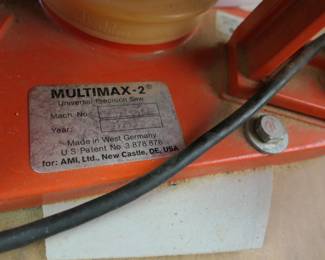 MULTIMAX-2®
Universal Precision Saw
Mach. No.
Year:
Made in West Germany
U.S. Patent No 3 878 876
for: AMI, Ltd., New Castle, DE, USA